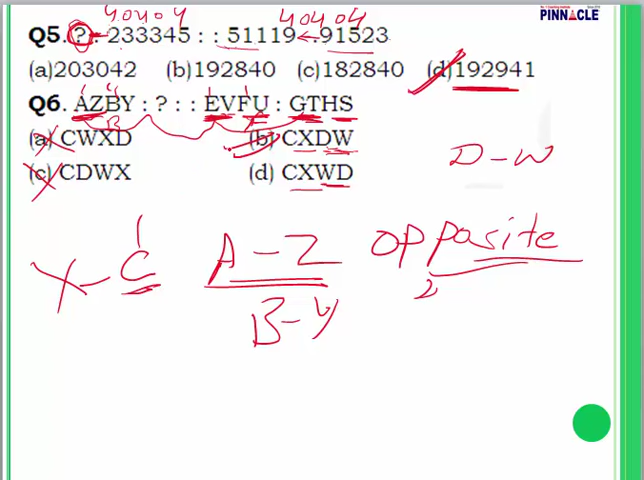 PINNACLE
40404 40404
Q5. ? : 233345 : : 51119 : 91523
(a)203042 (b)192840 (c)182840 (d)192941
Q6. AZBY : ? : : EVFU : GTHS
(a) CWXD (b) CXDW
D-W
(c) CDWX (d) CXWD
X-C A-Z opposite
B-Y